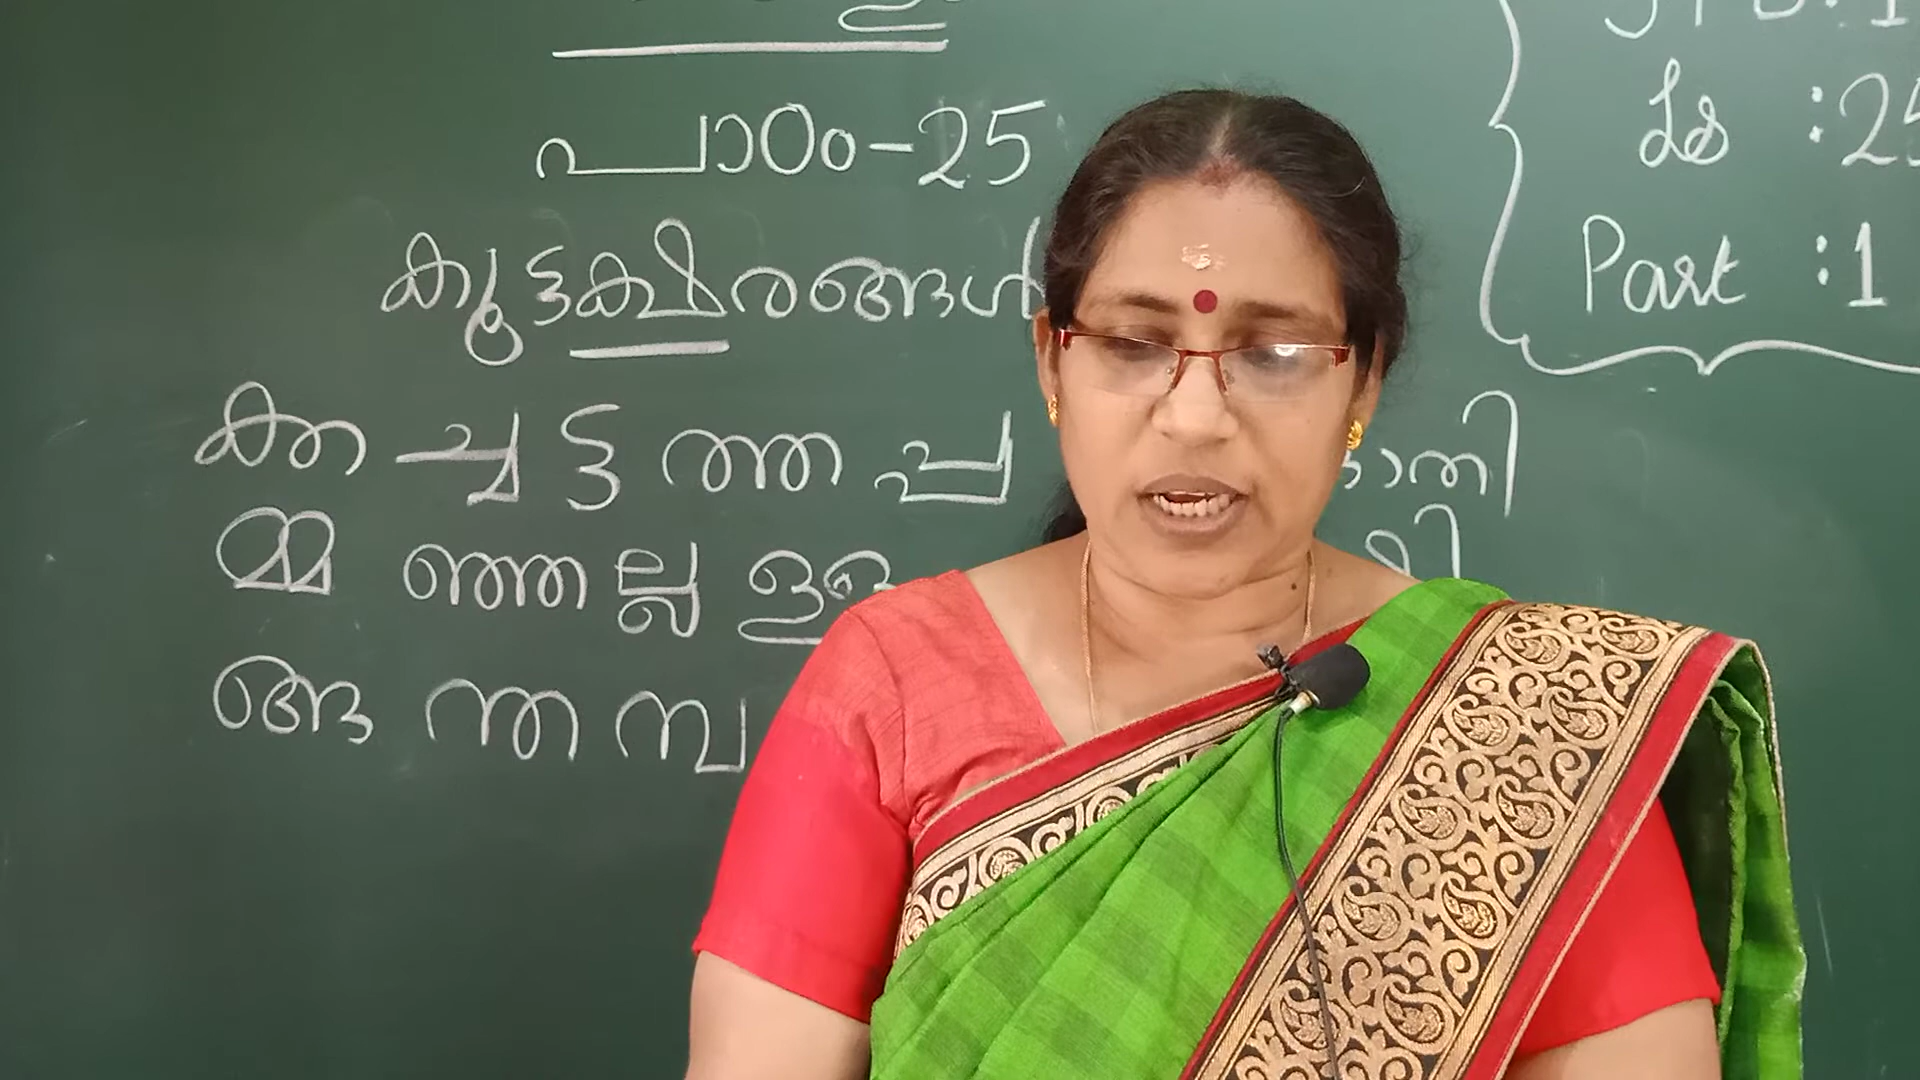 പാഠം-25
കൂട്ടക്ഷരങ്ങൾ
ക്ക ച്ച ട്ട ത്ത പ്പ
മ്മ ഞ്ഞ ല്ല ള്ള
ങ്ങ ന്ത മ്പ
Ls :25
Part :1